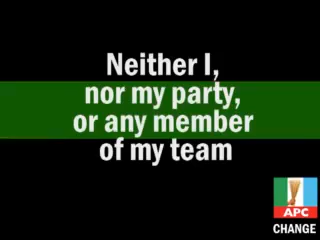 Neither I,
nor my party,
or any member
of my team
APC
CHANGE